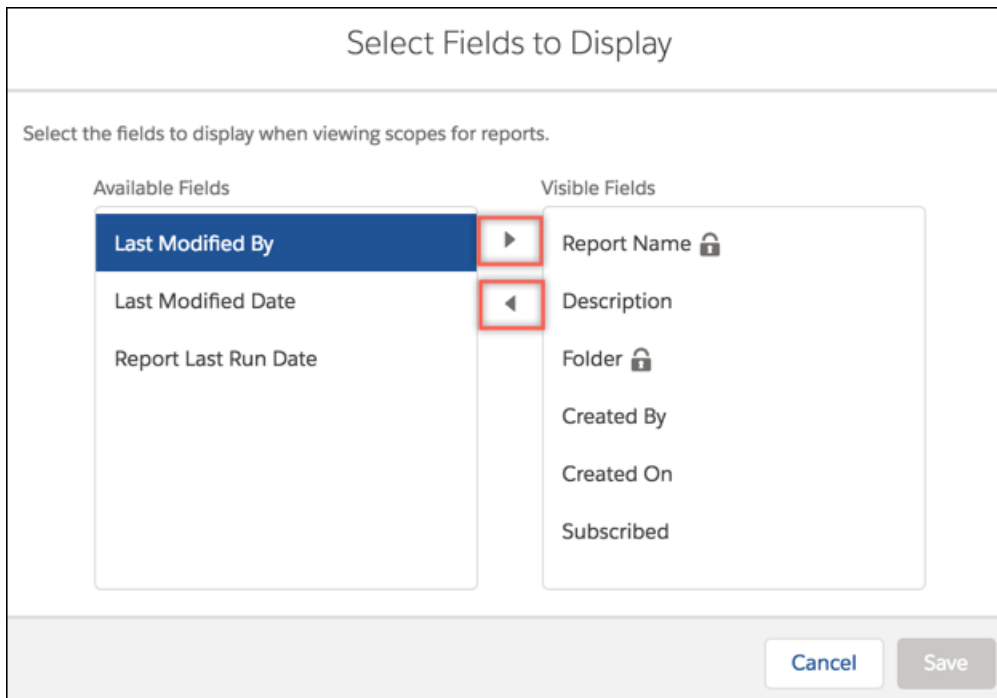 Select Fields to Display
Select the fields to display when viewing scopes for reports.
Available Fields
Last Modified By
Last Modified Date
Report Last Run Date
Visible Fields
Report Name
Description
Folder
Created By
Created On
Subscribed
Cancel
Save